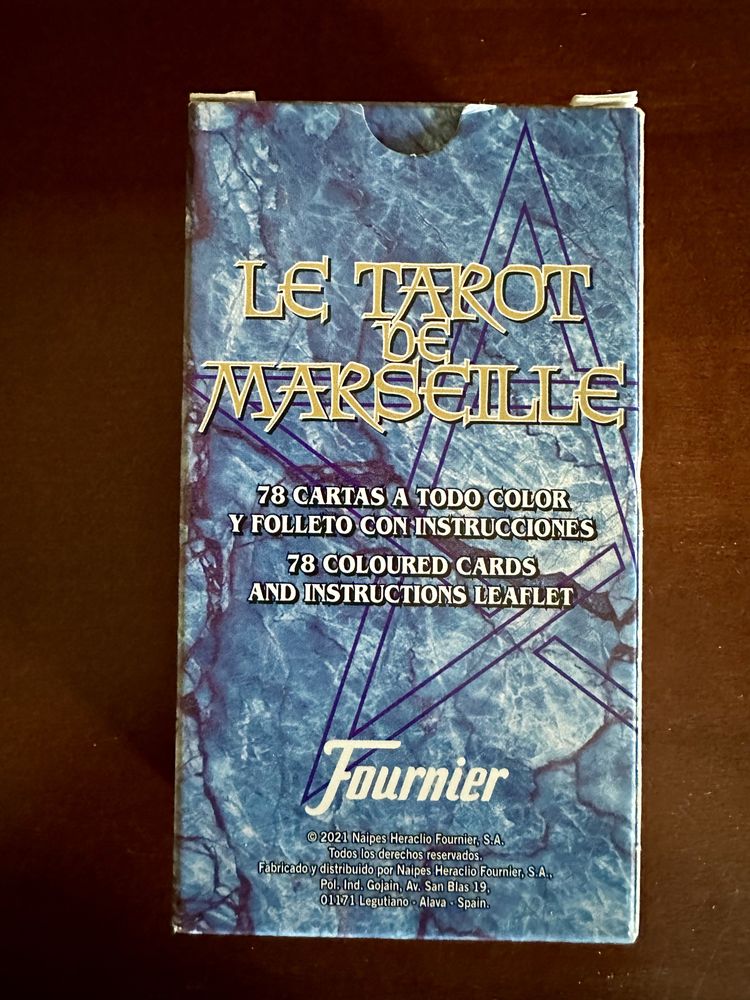 LE TAROT
DE
MARSEILLE
78 CARTAS A TODO COLOR
Y FOLLETO CON INSTRUCCIONES
78 COLOURED CARDS
AND INSTRUCTIONS LEAFLET
Fournier
© 2021 Naipes Heraclio Fournier, S.A.
Todos los derechos reservados.
Fabricado y distribuido por Naipes Heraclio Fournier, S.A.,
Pol. Ind. Gojain, Av. San Blas 19,
01171 Legutiano - Alava - Spain.